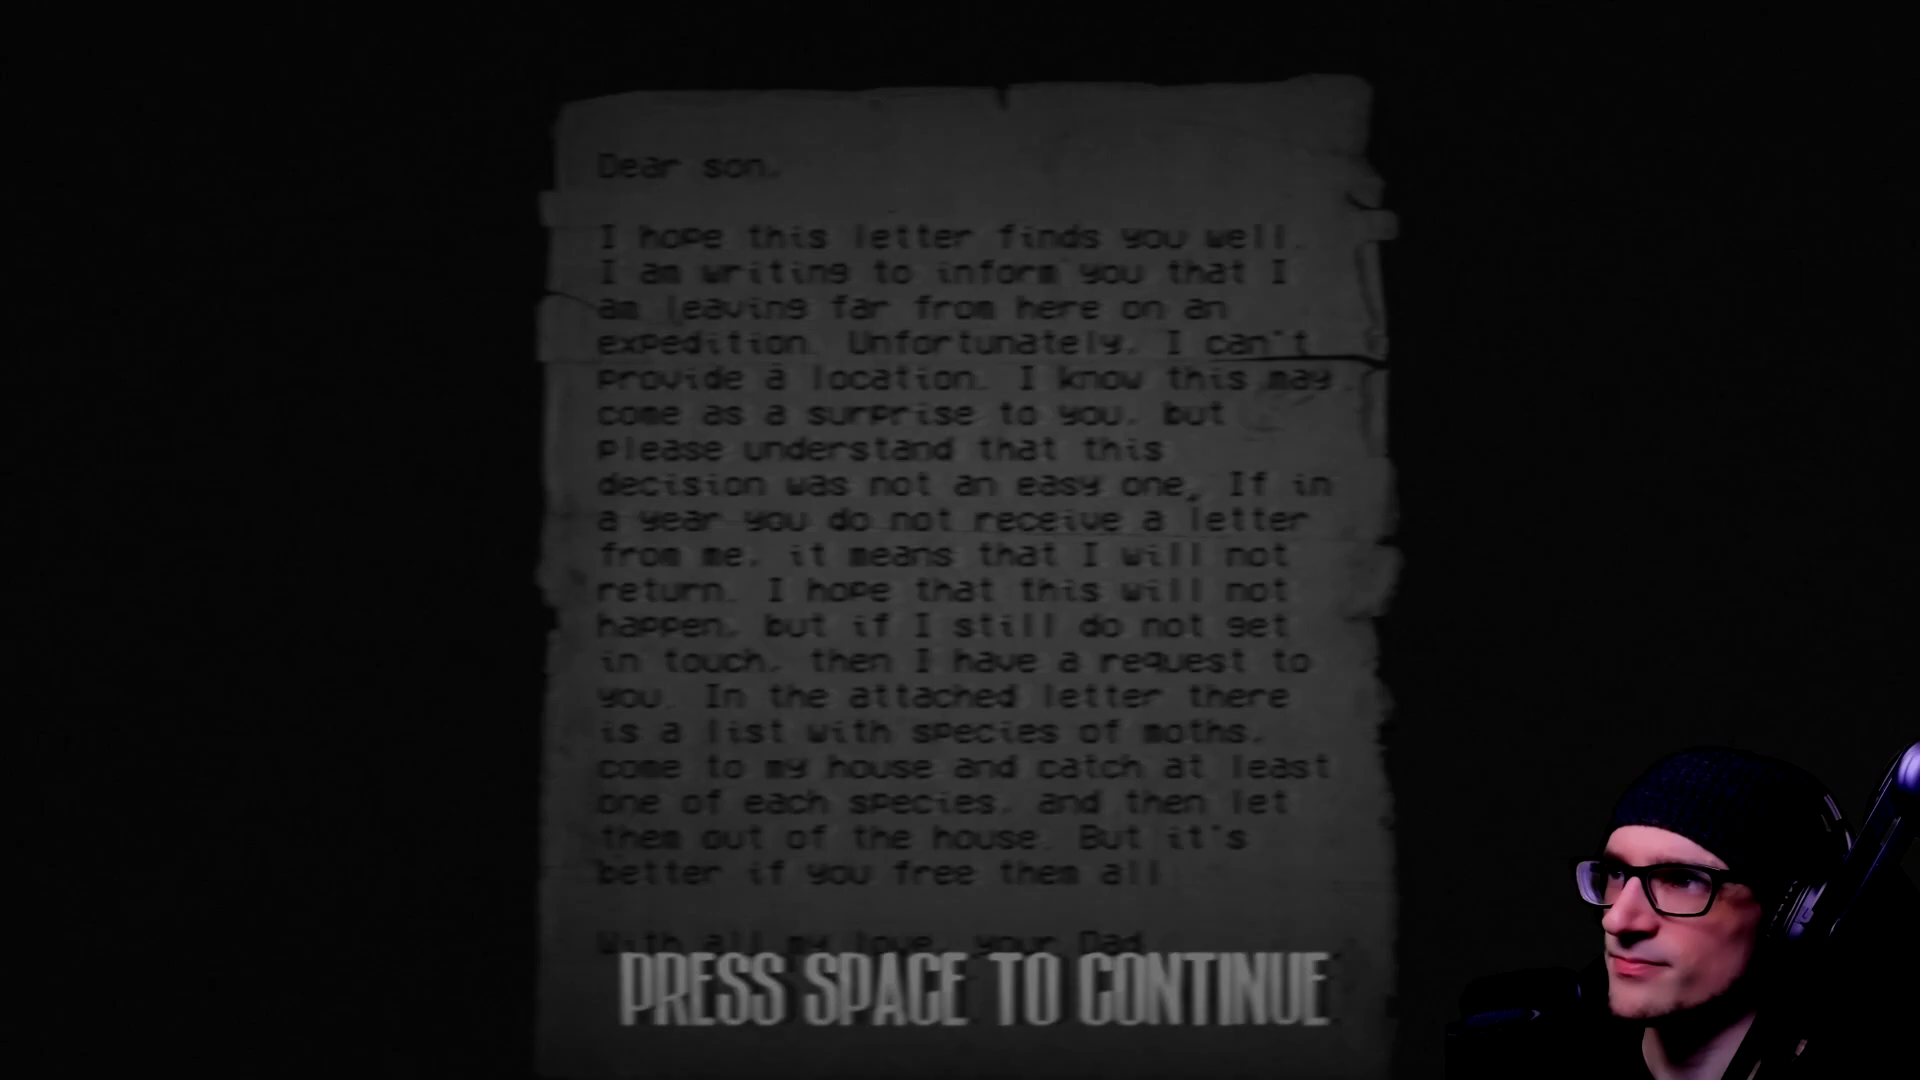 Dear son,
I hope this letter finds you well.
I am writing to inform you that I
am leaving far from here on an
expedition. Unfortunately, I can't
provide a location. I know this may
come as a surprise to you, but
please understand that this
decision was not an easy one. If in
a year you do not receive a letter
from me, it means that I will not
return. I hope that this will not
happen, but if I still do not get
in touch, then I have a request to
you. In the attached letter there
is a list with species of moths,
come to my house and catch at least
one of each species, and then let
them out of the house. But it's
better if you free them all
With all my love, your Dad
PRESS SPACE TO CONTINUE